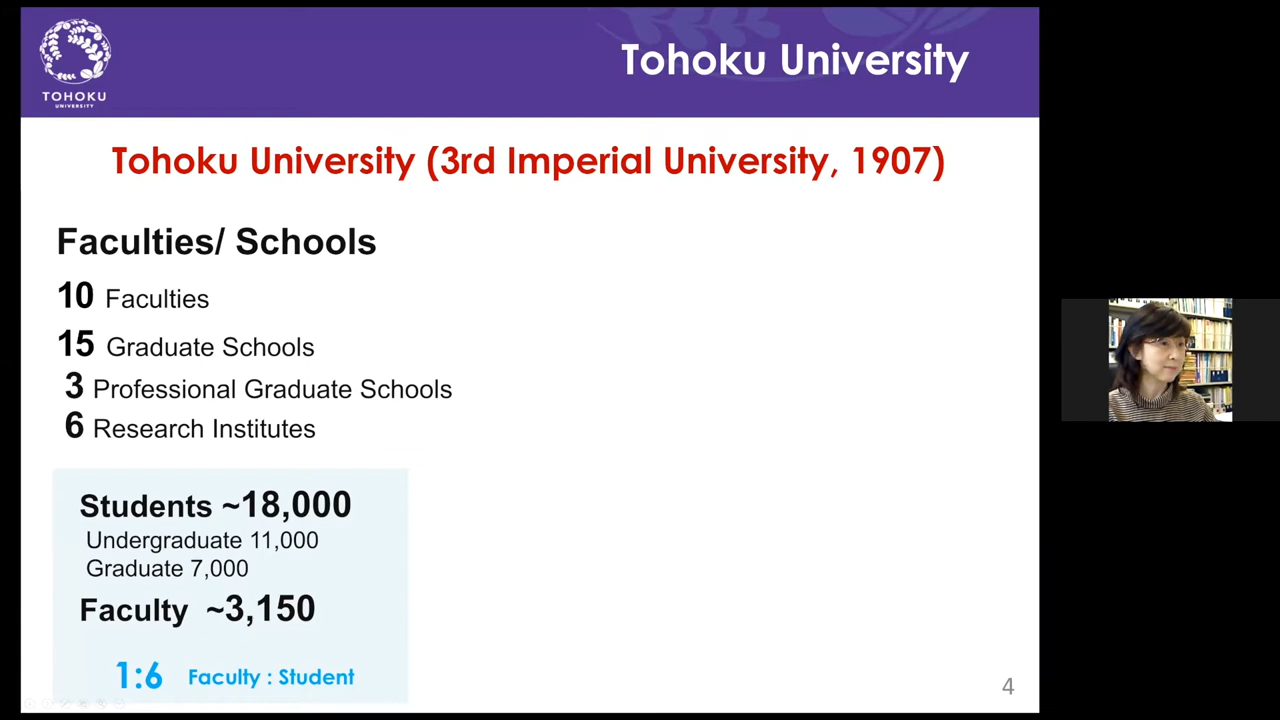 TOHOKU
UNIVERSITY
Tohoku University
Tohoku University (3rd Imperial University, 1907)
Faculties/ Schools
10 Faculties
15 Graduate Schools
3 Professional Graduate Schools
6 Research Institutes
Students ~18,000
Undergraduate 11,000
Graduate 7,000
Faculty ~3,150
1:6 Faculty : Student
4